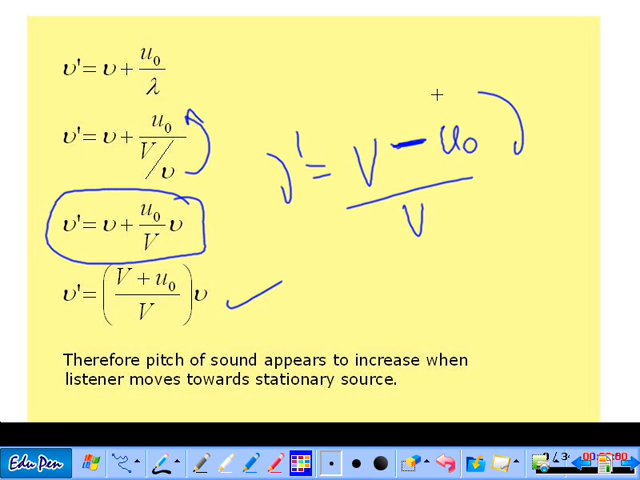 υ' = υ + u₀/λ
υ' = υ + u₀/(V/υ)
υ' = υ + (u₀/V) υ
υ' = ((V + u₀)/V) υ
υ' = (V − u₀)/V υ
Therefore pitch of sound appears to increase when
listener moves towards stationary source.
Edu Pen